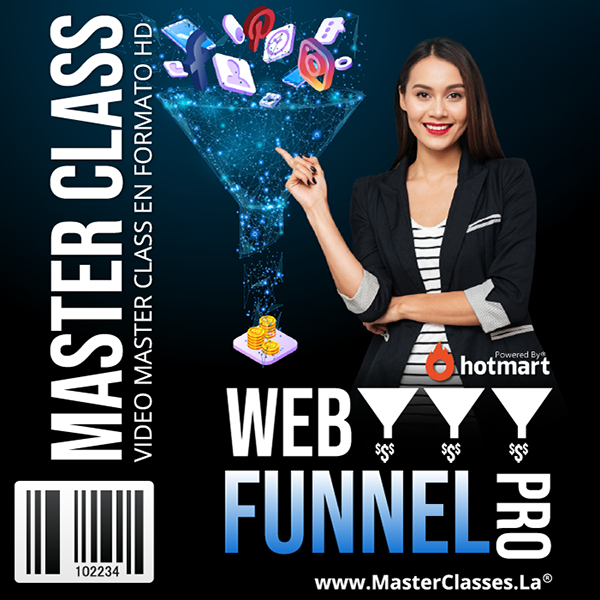 MASTER CLASS
VIDEO MASTER CLASS EN FORMATO HD
Powered By®
hotmart
WEB
FUNNEL
PRO
$$$ $$$ $$$
102234
www.MasterClasses.La®